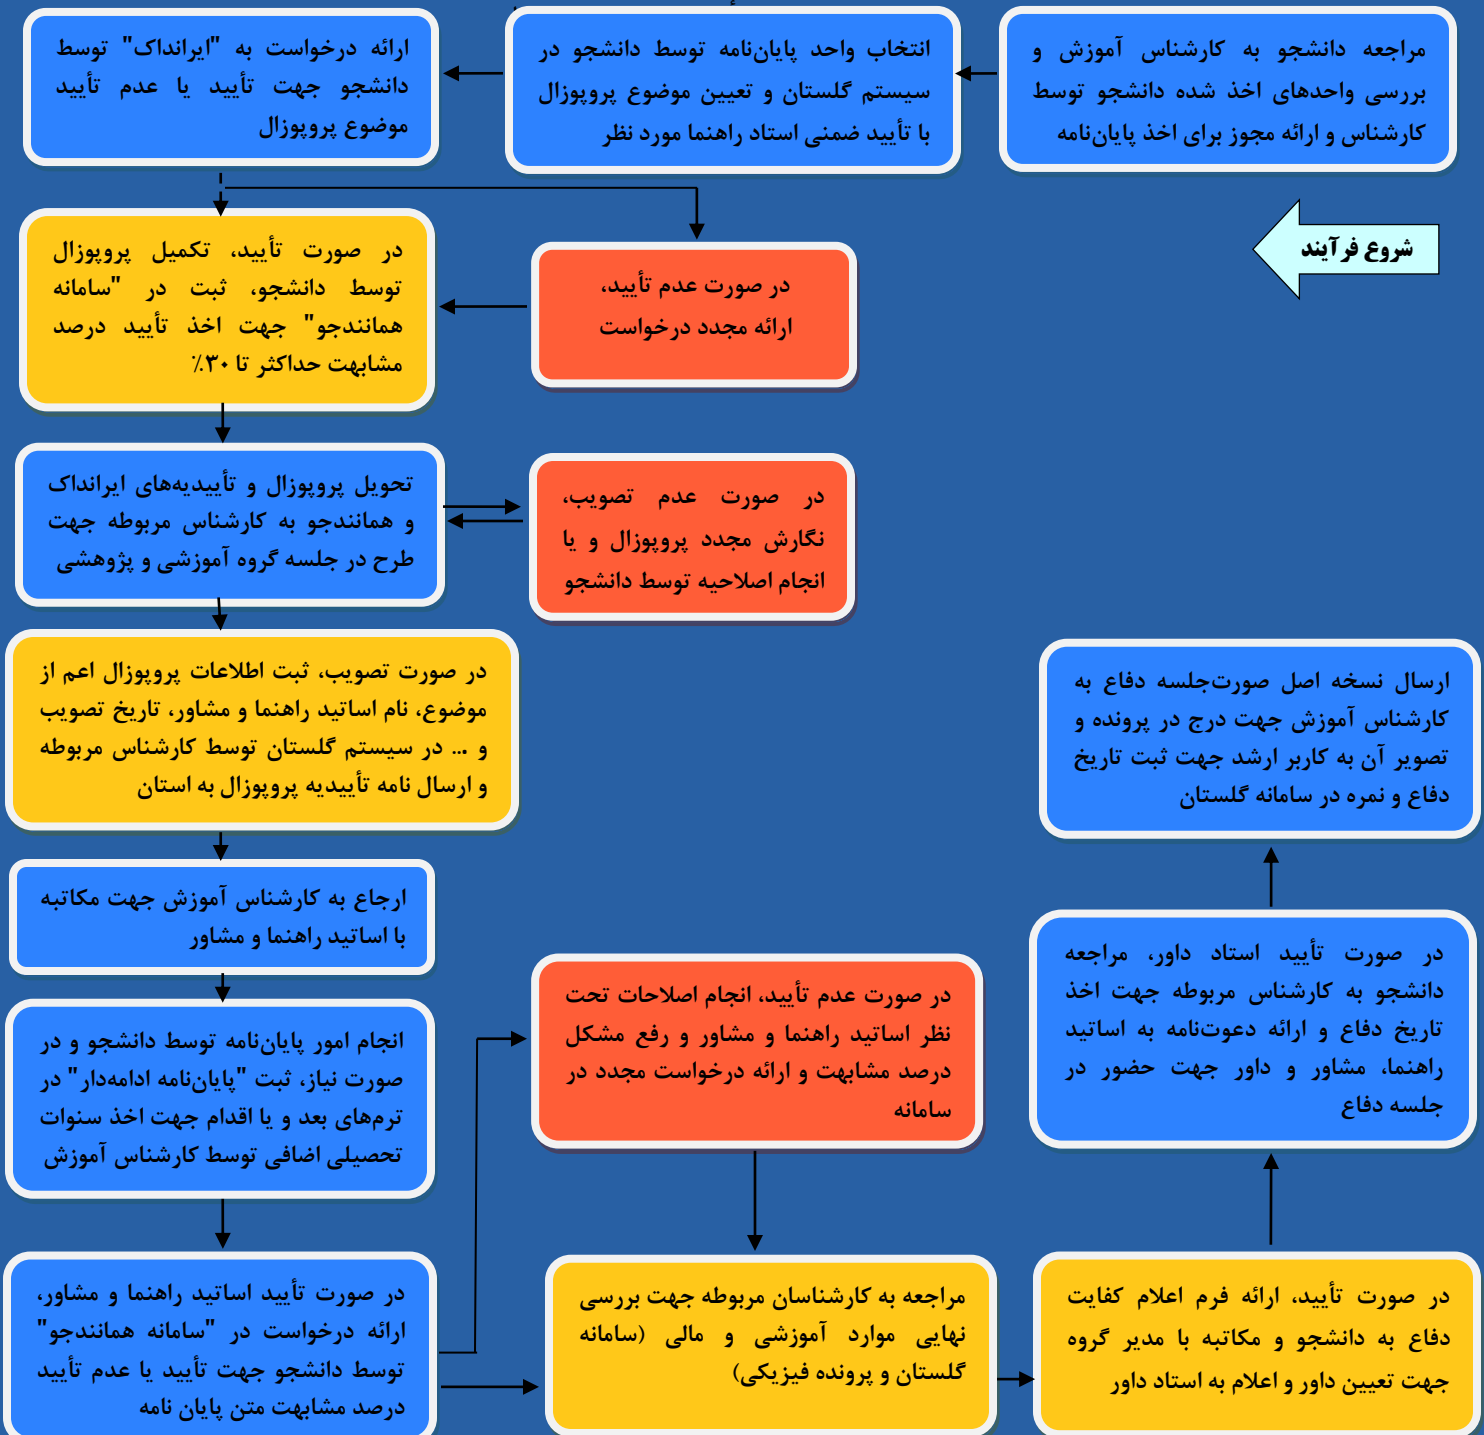 مراجعه دانشجو به کارشناس آموزش و
بررسی واحدهای اخذ شده دانشجو توسط
کارشناس و ارائه مجوز برای اخذ پایان‌نامه
انتخاب واحد پایان‌نامه توسط دانشجو در
سیستم گلستان و تعیین موضوع پروپوزال
با تأیید ضمنی استاد راهنما مورد نظر
ارائه درخواست به "ایرانداک" توسط
دانشجو جهت تأیید یا عدم تأیید
موضوع پروپوزال
شروع فرآیند
در صورت عدم تأیید،
ارائه مجدد درخواست
در صورت تأیید، تکمیل پروپوزال
توسط دانشجو، ثبت در "سامانه
همانندجو" جهت اخذ تأیید درصد
مشابهت حداکثر تا ۳۰٪
تحویل پروپوزال و تأییدیه‌های ایرانداک
و همانندجو به کارشناس مربوطه جهت
طرح در جلسه گروه آموزشی و پژوهشی
در صورت عدم تصویب،
نگارش مجدد پروپوزال و یا
انجام اصلاحیه توسط دانشجو
در صورت تصویب، ثبت اطلاعات پروپوزال اعم از
موضوع، نام اساتید راهنما و مشاور، تاریخ تصویب
و ... در سیستم گلستان توسط کارشناس مربوطه
و ارسال نامه تأییدیه پروپوزال به استان
ارجاع به کارشناس آموزش جهت مکاتبه
با اساتید راهنما و مشاور
انجام امور پایان‌نامه توسط دانشجو و در
صورت نیاز، ثبت "پایان‌نامه ادامه‌دار" در
ترم‌های بعد و یا اقدام جهت اخذ سنوات
تحصیلی اضافی توسط کارشناس آموزش
در صورت تأیید اساتید راهنما و مشاور،
ارائه درخواست در "سامانه همانندجو"
توسط دانشجو جهت تأیید یا عدم تأیید
درصد مشابهت متن پایان نامه
در صورت عدم تأیید، انجام اصلاحات تحت
نظر اساتید راهنما و مشاور و رفع مشکل
درصد مشابهت و ارائه درخواست مجدد در
سامانه
مراجعه به کارشناسان مربوطه جهت بررسی
نهایی موارد آموزشی و مالی (سامانه
گلستان و پرونده فیزیکی)
در صورت تأیید، ارائه فرم اعلام کفایت
دفاع به دانشجو و مکاتبه با مدیر گروه
جهت تعیین داور و اعلام به استاد داور
در صورت تأیید استاد داور، مراجعه
دانشجو به کارشناس مربوطه جهت اخذ
تاریخ دفاع و ارائه دعوت‌نامه به اساتید
راهنما، مشاور و داور جهت حضور در
جلسه دفاع
ارسال نسخه اصل صورت‌جلسه دفاع به
کارشناس آموزش جهت درج در پرونده و
تصویر آن به کاربر ارشد جهت ثبت تاریخ
دفاع و نمره در سامانه گلستان